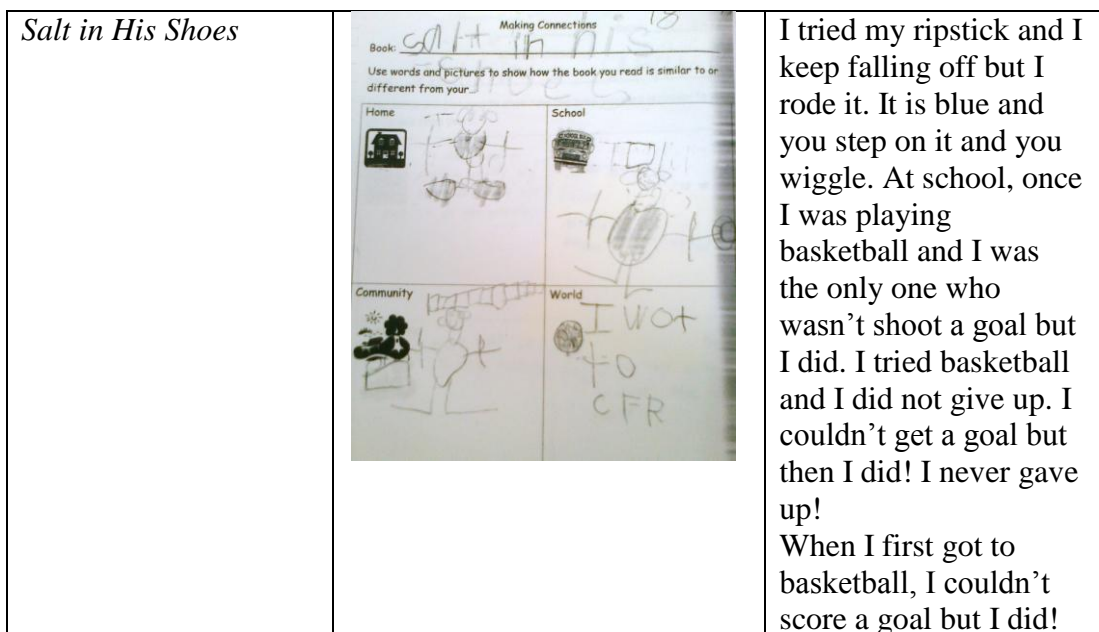 Salt in His Shoes
Making Connections
Book: salt in his
shoes
Use words and pictures to show how the book you read is similar to or
different from your...
Home
School
Community
World
I wot
to
CFR
I tried my ripstick and I
keep falling off but I
rode it. It is blue and
you step on it and you
wiggle. At school, once
I was playing
basketball and I was
the only one who
wasn't shoot a goal but
I did. I tried basketball
and I did not give up. I
couldn't get a goal but
then I did! I never gave
up!
When I first got to
basketball, I couldn't
score a goal but I did!